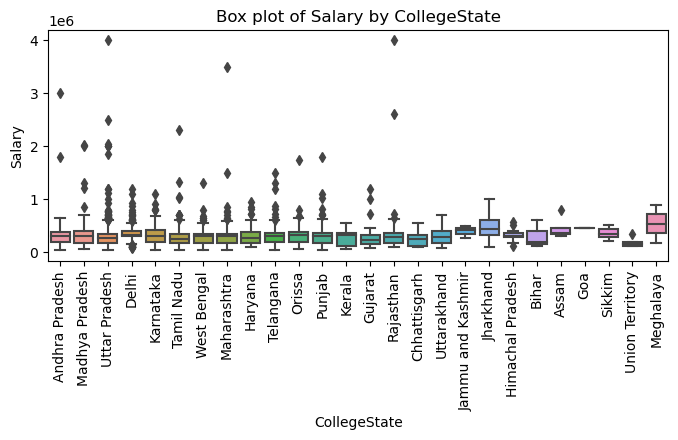 Box plot of Salary by CollegeState
1e6
4
3
2
1
0
Salary
Andhra Pradesh
Madhya Pradesh
Uttar Pradesh
Delhi
Karnataka
Tamil Nadu
West Bengal
Maharashtra
Haryana
Telangana
Orissa
Punjab
Kerala
Gujarat
Rajasthan
Chhattisgarh
Uttarakhand
Jammu and Kashmir
Jharkhand
Himachal Pradesh
Bihar
Assam
Goa
Sikkim
Union Territory
Meghalaya
CollegeState